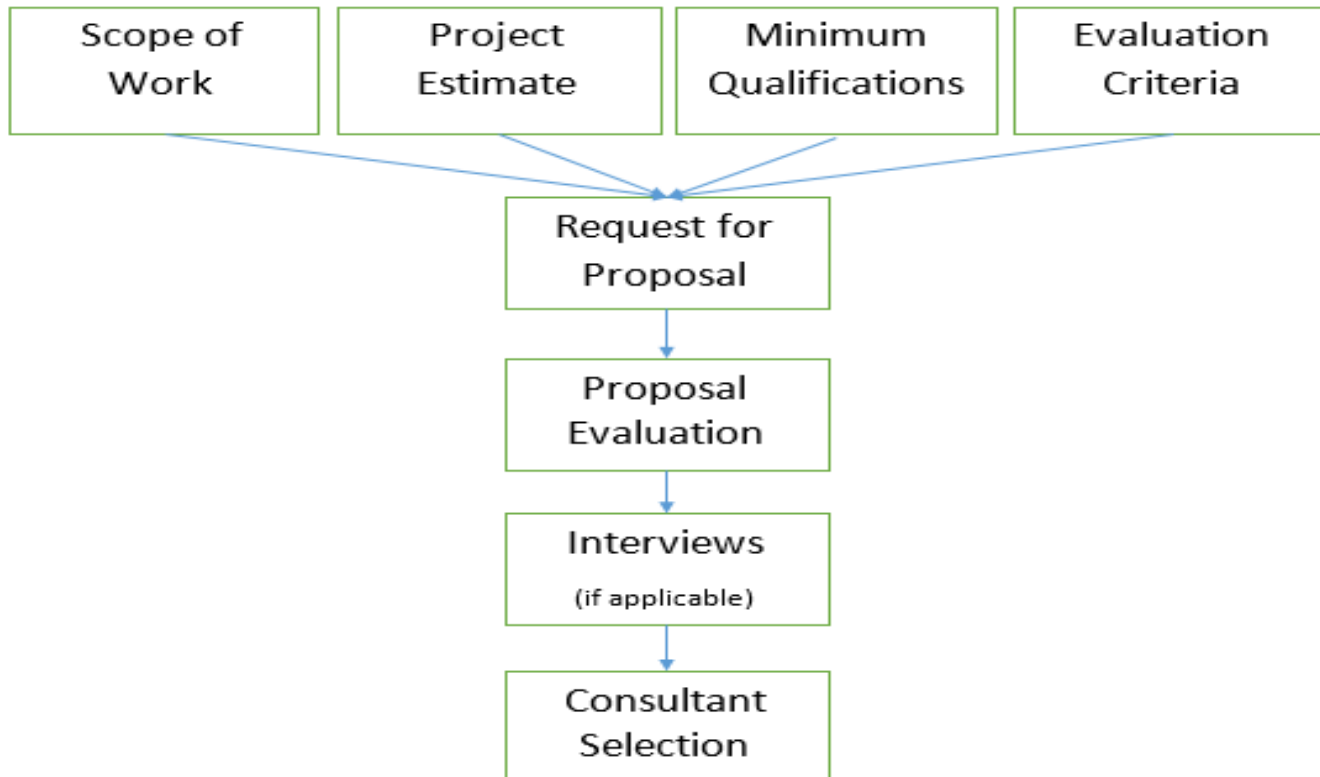 Scope of
Work
Project
Estimate
Minimum
Qualifications
Evaluation
Criteria
Request for
Proposal
Proposal
Evaluation
Interviews
(if applicable)
Consultant
Selection